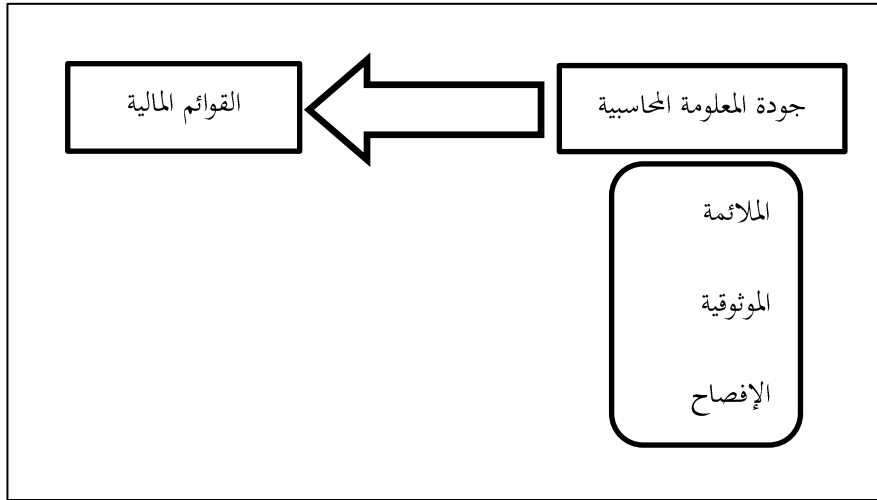 جودة المعلومة المحاسبية
القوائم المالية
الملائمة
الموثوقية
الإفصاح